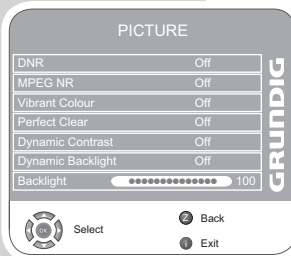 PICTURE
DNR Off
MPEG NR Off
Vibrant Colour Off
Perfect Clear Off
Dynamic Contrast Off
Dynamic Backlight Off
Backlight 100
GRUNDIG
OK
Select
Z Back
i Exit